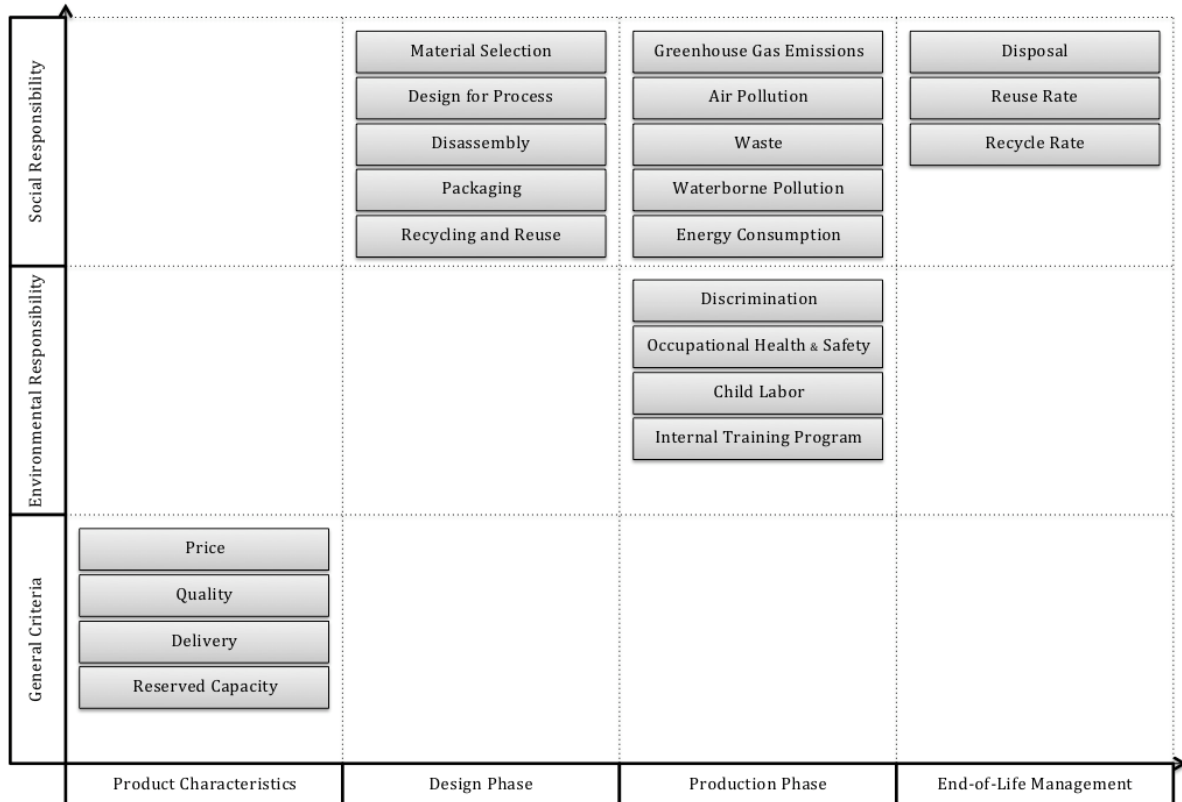 Social Responsibility
Material Selection
Design for Process
Disassembly
Packaging
Recycling and Reuse
Greenhouse Gas Emissions
Air Pollution
Waste
Waterborne Pollution
Energy Consumption
Disposal
Reuse Rate
Recycle Rate
Environmental Responsibility
Discrimination
Occupational Health & Safety
Child Labor
Internal Training Program
General Criteria
Price
Quality
Delivery
Reserved Capacity
Product Characteristics
Design Phase
Production Phase
End-of-Life Management